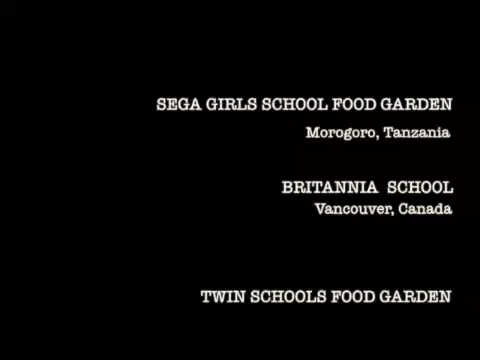 SEGA GIRLS SCHOOL FOOD GARDEN
Morogoro, Tanzania
BRITANNIA SCHOOL
Vancouver, Canada
TWIN SCHOOLS FOOD GARDEN